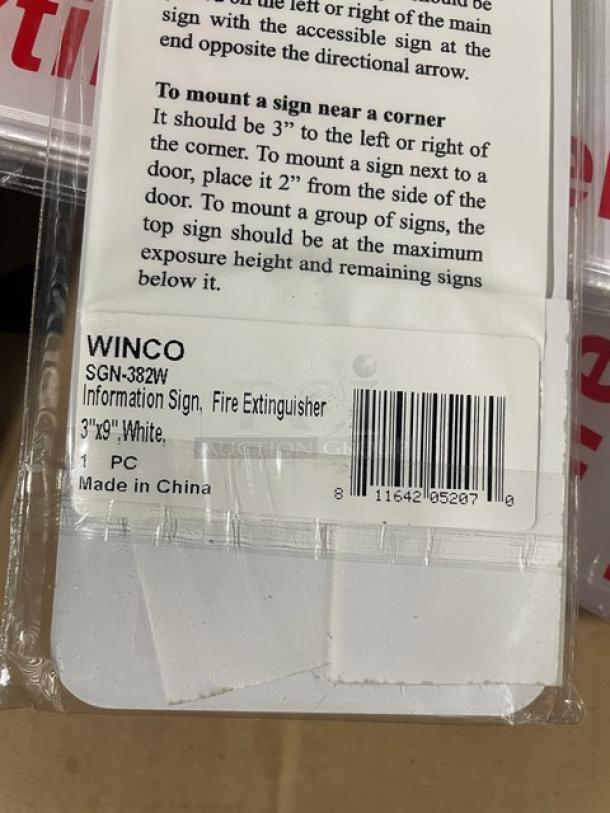 the left or right of the main
sign with the accessible sign at the
end opposite the directional arrow.
To mount a sign near a corner
It should be 3” to the left or right of
the corner. To mount a sign next to a
door, place it 2” from the side of the
door. To mount a group of signs, the
top sign should be at the maximum
exposure height and remaining signs
below it.
WINCO
SGN-382W
Information Sign, Fire Extinguisher
3"x9",White,
1 PC
Made in China
8 11642 05207 0
AUCTION GROUP